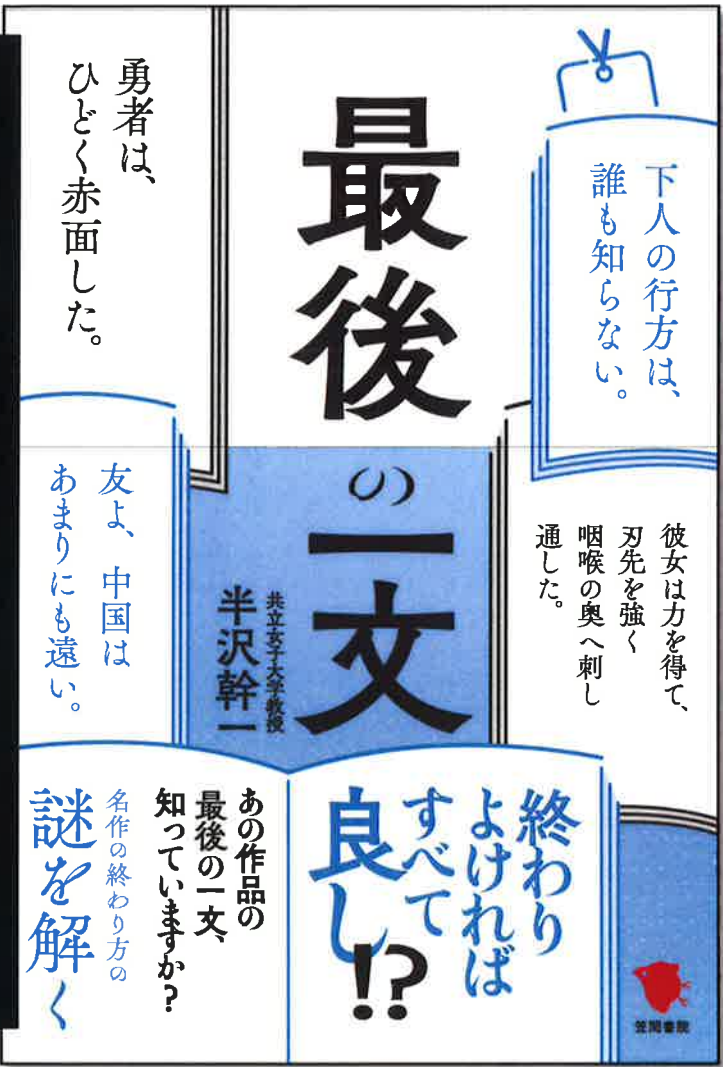 最後の一文
共立女子大学教授
半沢幹一
下人の行方は、
誰も知らない。
勇者は、
ひどく赤面した。
彼女は力を得て、
刃先を強く
咽喉の奥へ刺し
通した。
友よ、中国は
あまりにも遠い。
終わり
よければ
すべて
良し!?
あの作品の
最後の一文、
知っていますか?
名作の終わり方の
謎を解く
笠間書院